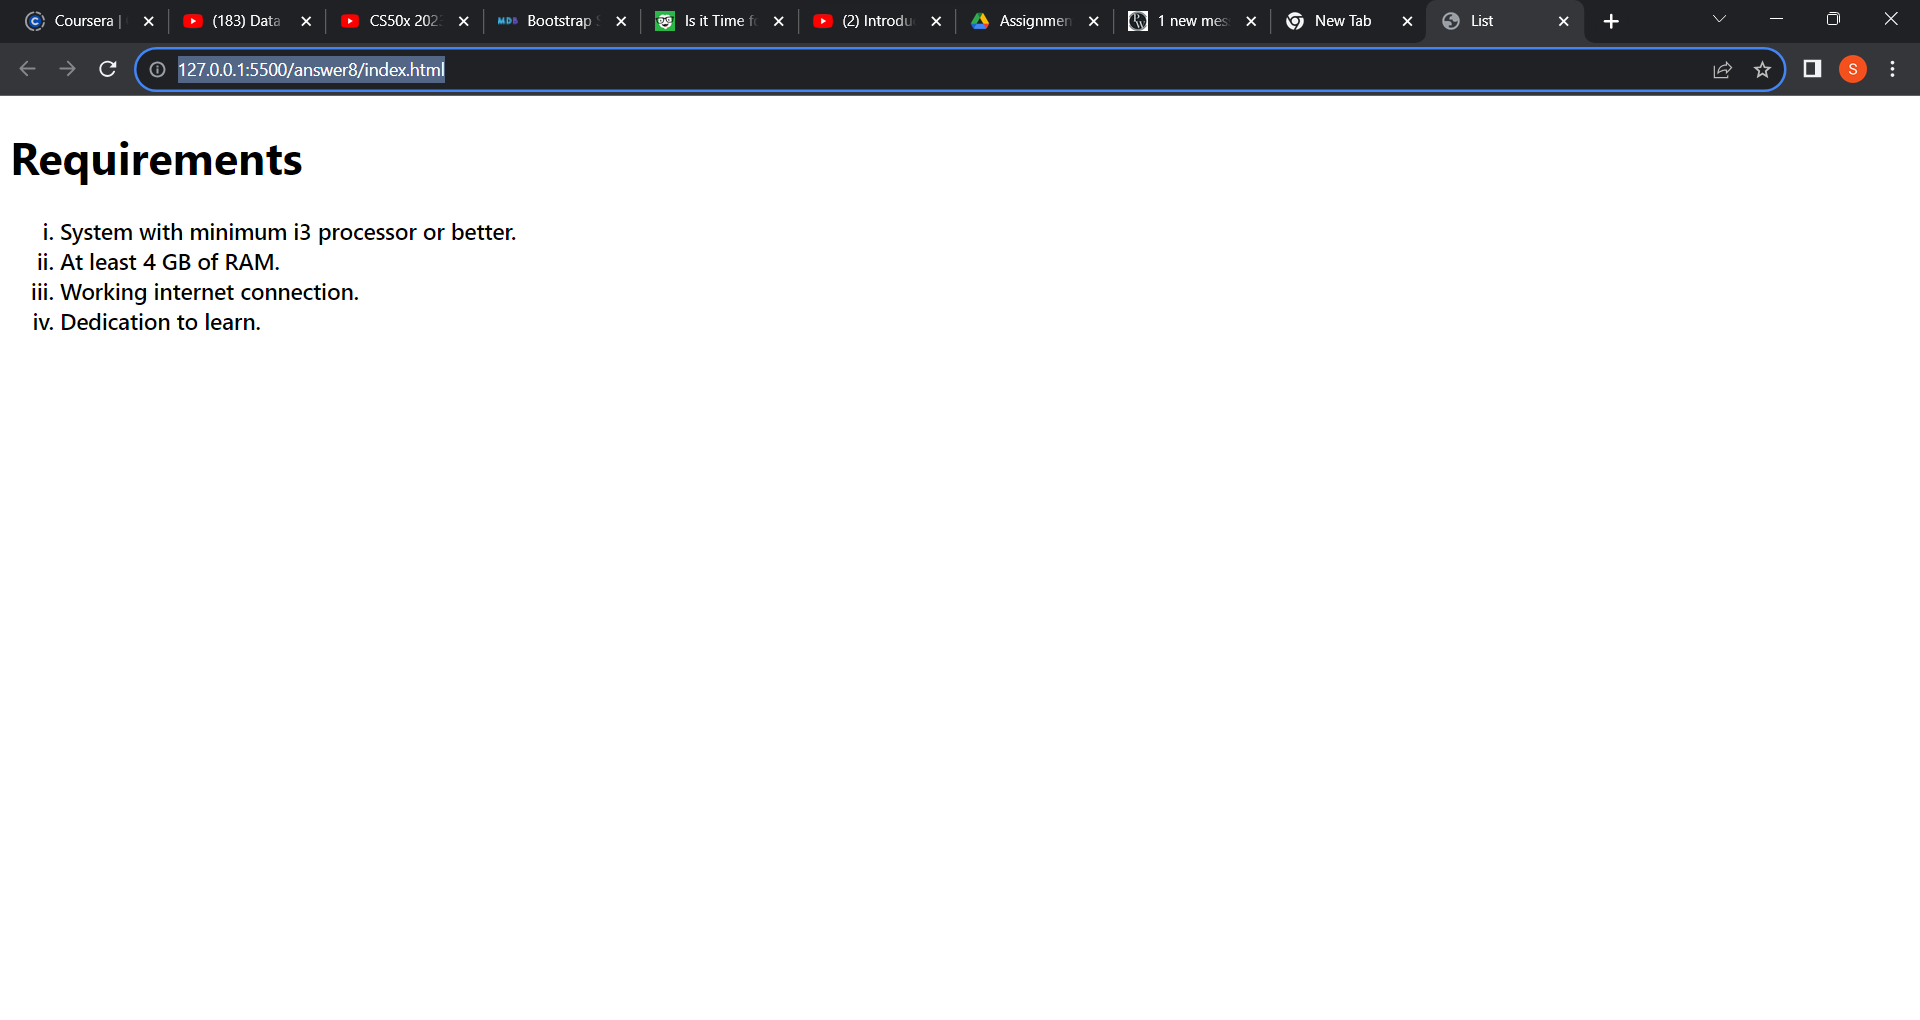 Coursera |
(183) Data
CS50x 202
MDB Bootstrap
Is it Time f
(2) Introdu
Assignmen
1 new mes
New Tab
List
127.0.0.1:5500/answer8/index.html
S
Requirements
i. System with minimum i3 processor or better.
ii. At least 4 GB of RAM.
iii. Working internet connection.
iv. Dedication to learn.